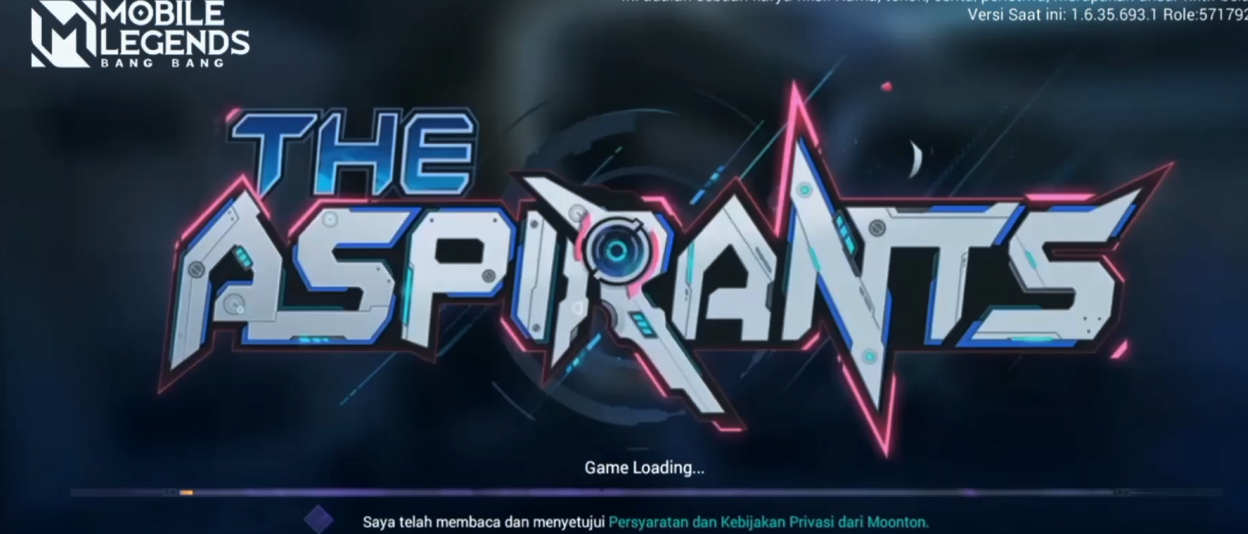 MOBILE
LEGENDS
BANG BANG
Versi Saat ini: 1.6.35.693.1 Role:571792
THE
ASPIRANTS
Game Loading...
Saya telah membaca dan menyetujui Persyaratan dan Kebijakan Privasi dari Moonton.